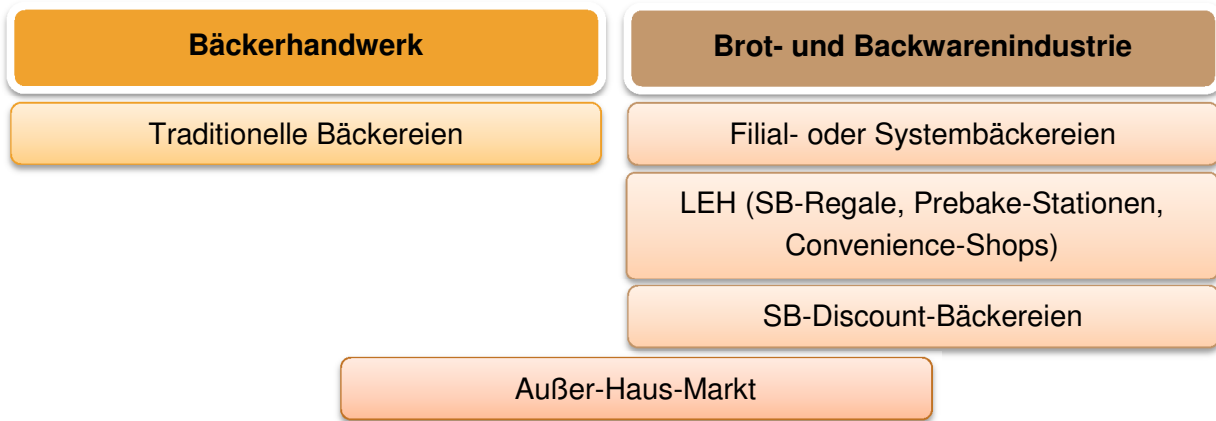 Bäckerhandwerk
Traditionelle Bäckereien
Brot- und Backwarenindustrie
Filial- oder Systembäckereien
LEH (SB-Regale, Prebake-Stationen,
Convenience-Shops)
SB-Discount-Bäckereien
Außer-Haus-Markt